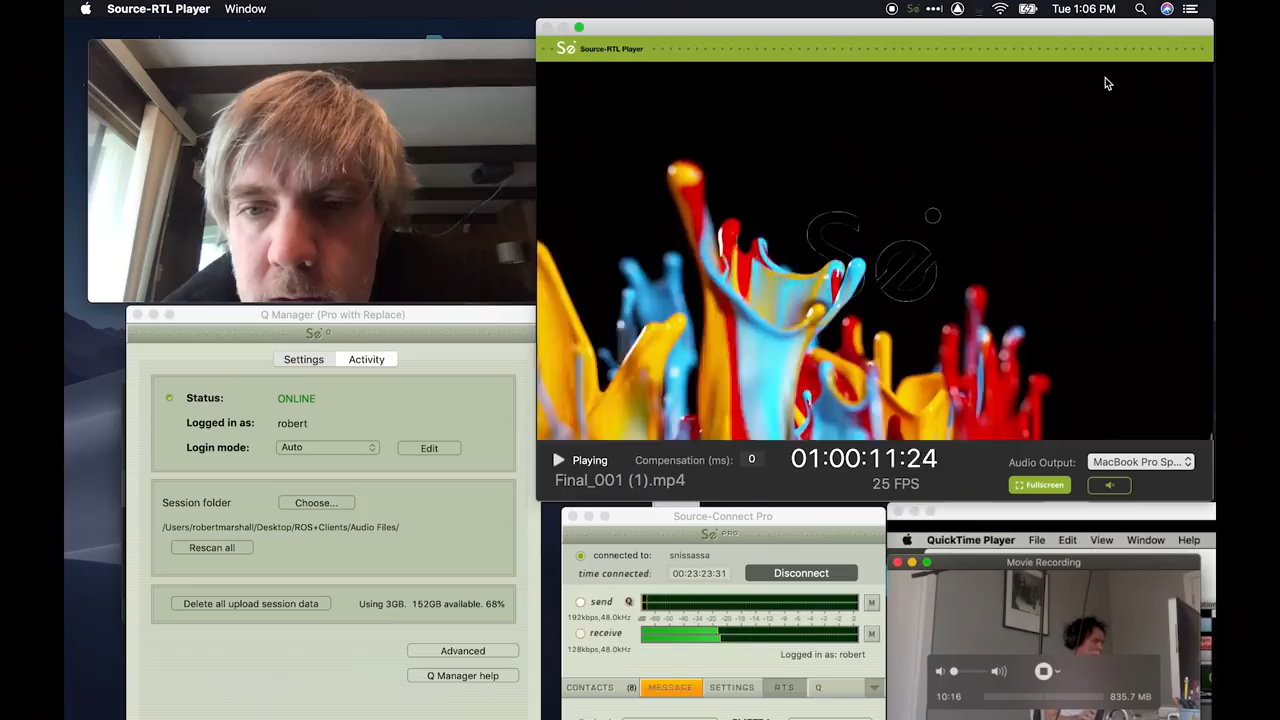 Source-RTL Player Window
Tue 1:06 PM
Source-RTL Player
Q Manager (Pro with Replace)
Settings Activity
Status: ONLINE
Logged in as: robert
Login mode: Auto Edit
Session folder Choose...
/Users/robertmarshall/Desktop/ROS+Clients/Audio Files/
Rescan all
Delete all upload session data Using 3GB. 152GB available. 68%
Advanced
Q Manager help
Playing Compensation (ms): 0 01:00:11:24 Audio Output: MacBook Pro Sp...
Final_001 (1).mp4 25 FPS Fullscreen
Source-Connect Pro
PRO
connected to: snissassa
time connected: 00:23:23:31 Disconnect
send Q M
192kbps,48.0kHz
receive M
128kbps,48.0kHz
Logged in as: robert
CONTACTS (8) MESSAGE SETTINGS RTS Q
QuickTime Player File Edit View Window Help
Movie Recording
10:16 835.7 MB